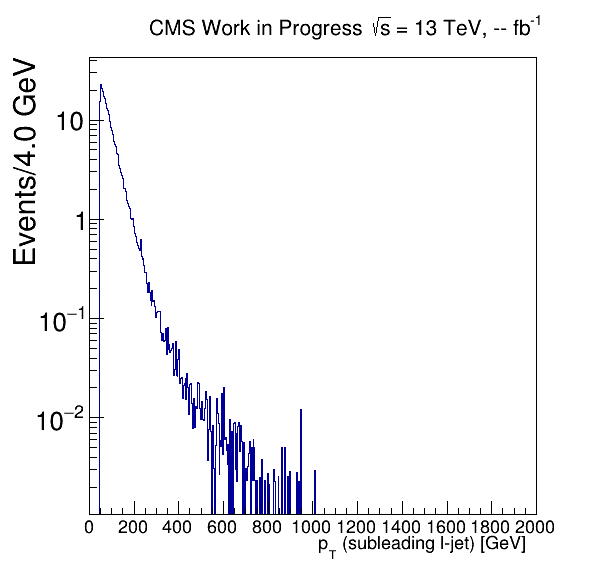 CMS Work in Progress √s = 13 TeV, -- fb⁻¹
Events/4.0 GeV
10
1
10⁻¹
10⁻²
0 200 400 600 800 1000 1200 1400 1600 1800 2000
p_T (subleading l-jet) [GeV]